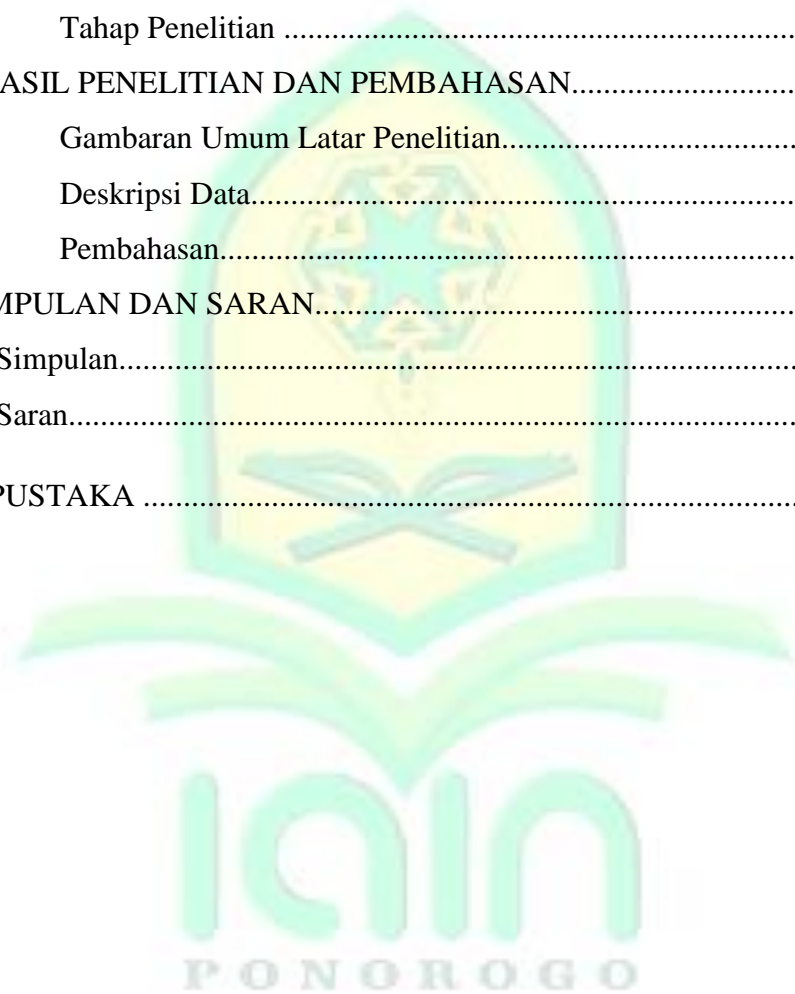 Tahap Penelitian ........................................................................
ASIL PENELITIAN DAN PEMBAHASAN...............................
Gambaran Umum Latar Penelitian.........................................
Deskripsi Data............................................................................
Pembahasan................................................................................
MPULAN DAN SARAN................................................................
Simpulan.........................................................................................
Saran................................................................................................
PUSTAKA .....................................................................................
iain
PONOROGO